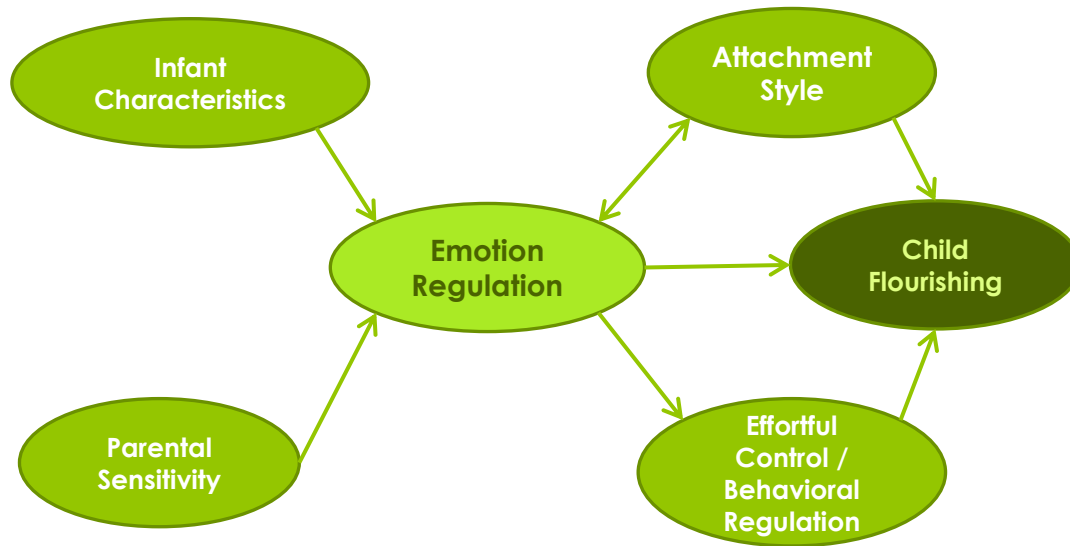 Infant
Characteristics
Attachment
Style
Emotion
Regulation
Child
Flourishing
Parental
Sensitivity
Effortful
Control /
Behavioral
Regulation